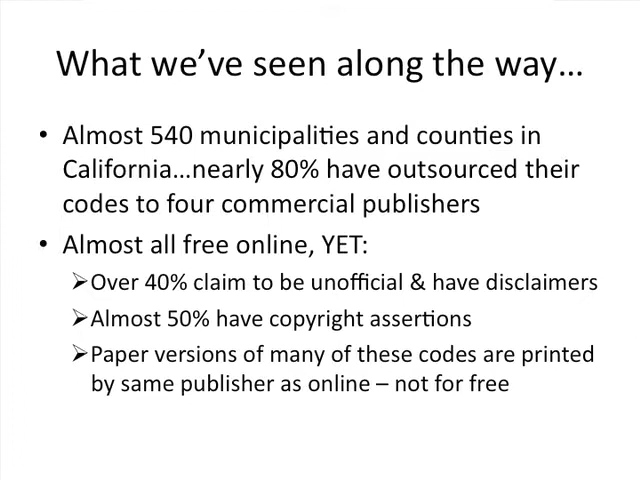 What we’ve seen along the way…
• Almost 540 municipalities and counties in
California…nearly 80% have outsourced their
codes to four commercial publishers
• Almost all free online, YET:
➢Over 40% claim to be unofficial & have disclaimers
➢Almost 50% have copyright assertions
➢Paper versions of many of these codes are printed
by same publisher as online – not for free